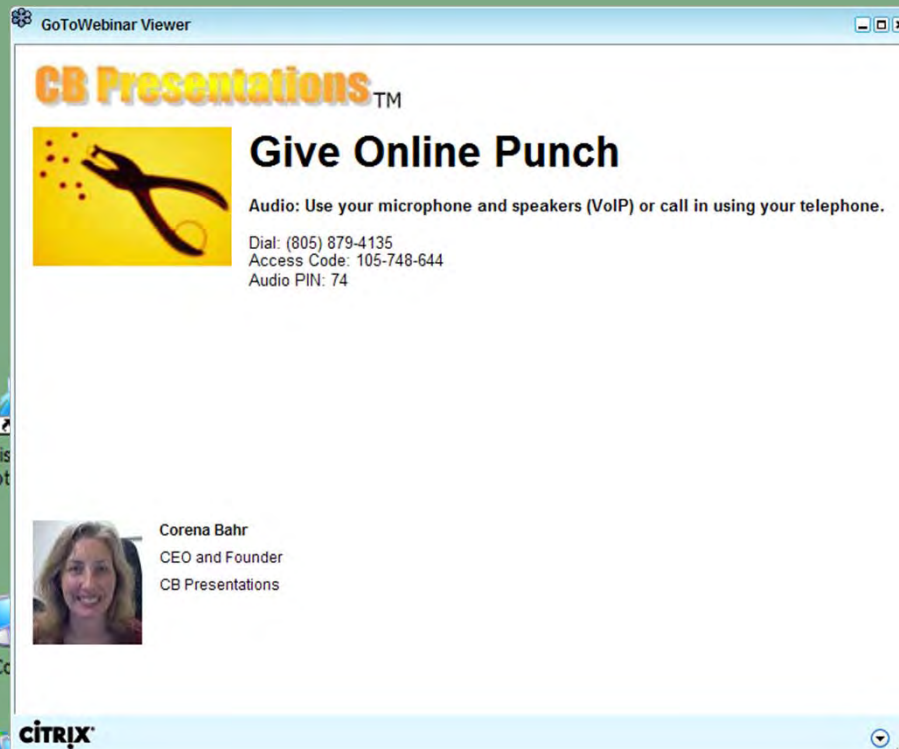 GoToWebinar Viewer
CB Presentations TM
Give Online Punch
Audio: Use your microphone and speakers (VoIP) or call in using your telephone.
Dial: (805) 879-4135
Access Code: 105-748-644
Audio PIN: 74
Corena Bahr
CEO and Founder
CB Presentations
CiTRIX